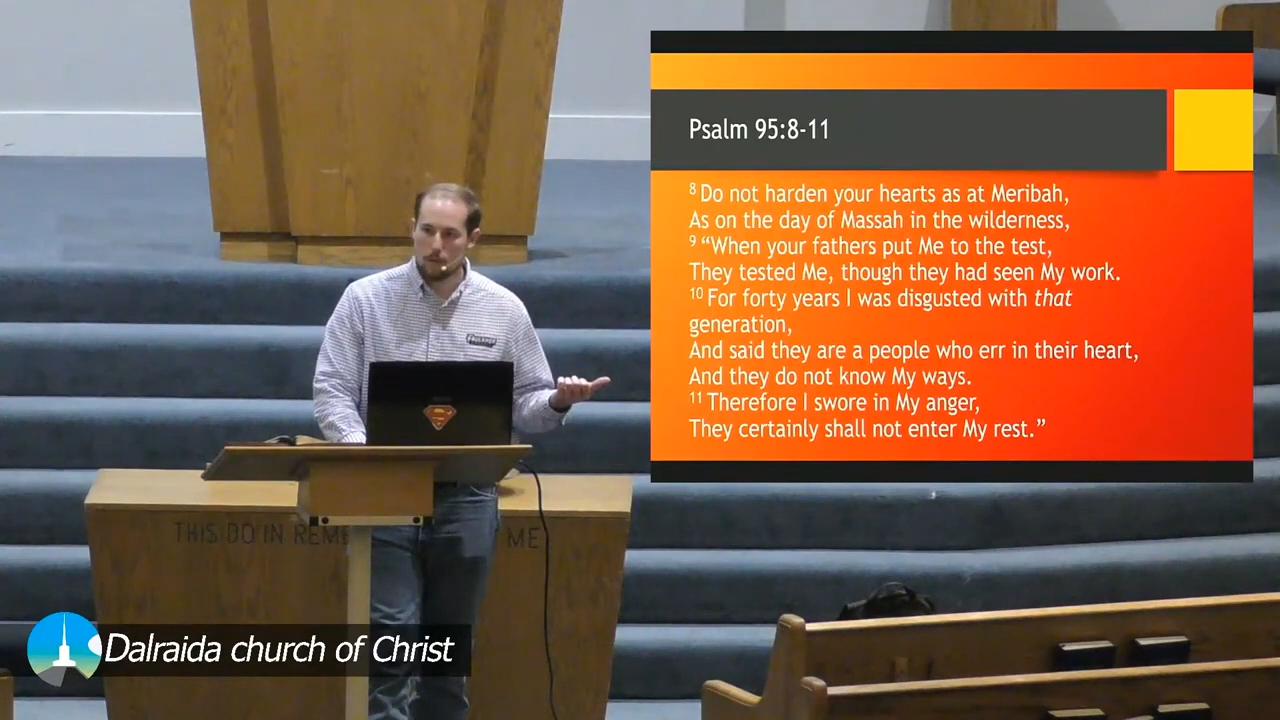 Psalm 95:8-11
8 Do not harden your hearts as at Meribah,
As on the day of Massah in the wilderness,
9 “When your fathers put Me to the test,
They tested Me, though they had seen My work.
10 For forty years I was disgusted with that
generation,
And said they are a people who err in their heart,
And they do not know My ways.
11 Therefore I swore in My anger,
They certainly shall not enter My rest.”
FAULKNER
THIS DO IN REME ME
Dalraida church of Christ